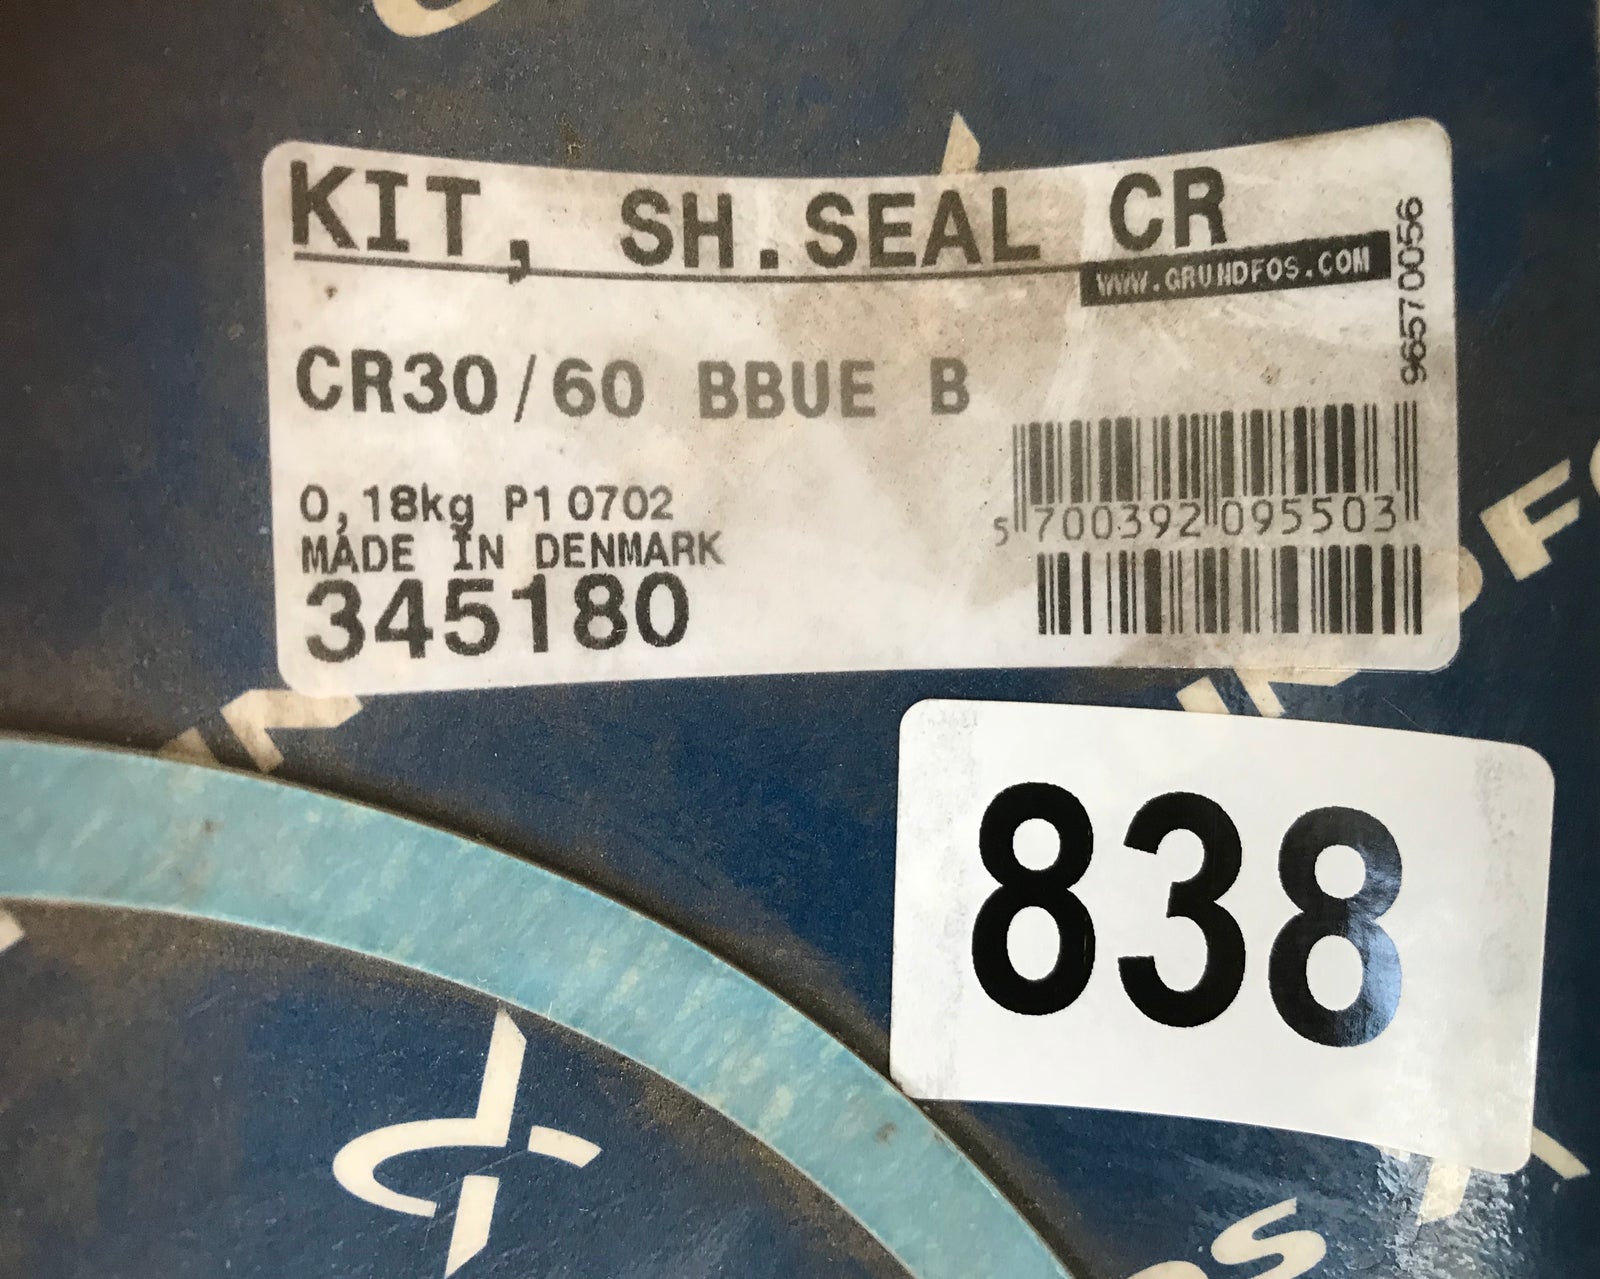 KIT, SH.SEAL CR
WWW.GRUNDFOS.COM
96570056
CR30/60 BBUE B
0,18kg P1 0702
MADE IN DENMARK
345180
5 700392 095503
838